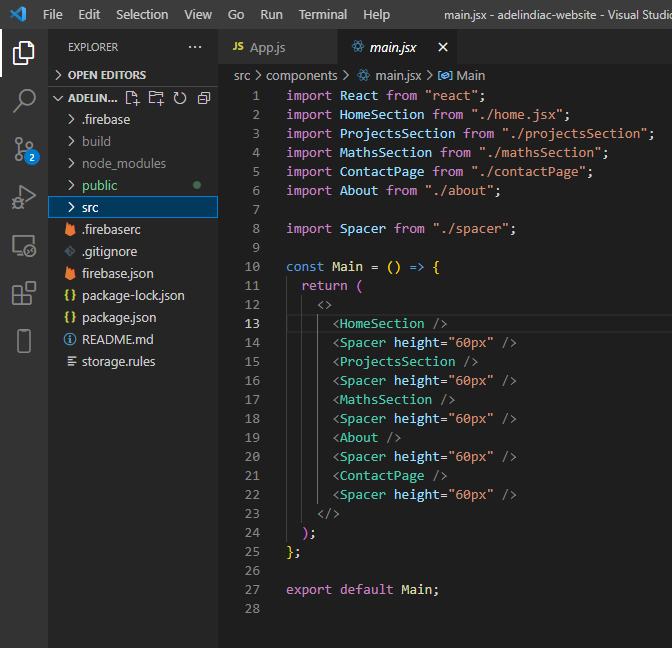 File Edit Selection View Go Run Terminal Help main.jsx - adelindiac-website - Visual Studi
EXPLORER ···
OPEN EDITORS
ADELIN...
.firebase
build
node_modules
public
src
.firebaserc
.gitignore
firebase.json
package-lock.json
package.json
README.md
storage.rules
2
JS App.js main.jsx
src > components > main.jsx > Main
1 import React from "react";
2 import HomeSection from "./home.jsx";
3 import ProjectsSection from "./projectsSection";
4 import MathsSection from "./mathsSection";
5 import ContactPage from "./contactPage";
6 import About from "./about";
7
8 import Spacer from "./spacer";
9
10 const Main = () => {
11 return (
12 <>
13 <HomeSection />
14 <Spacer height="60px" />
15 <ProjectsSection />
16 <Spacer height="60px" />
17 <MathsSection />
18 <Spacer height="60px" />
19 <About />
20 <Spacer height="60px" />
21 <ContactPage />
22 <Spacer height="60px" />
23 </>
24 );
25 };
26
27 export default Main;
28